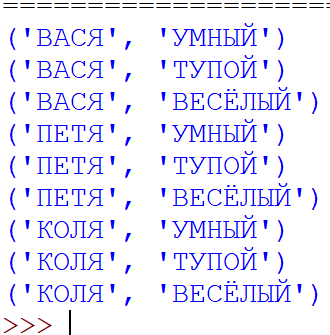 ======================
('ВАСЯ', 'УМНЫЙ')
('ВАСЯ', 'ТУПОЙ')
('ВАСЯ', 'ВЕСЁЛЫЙ')
('ПЕТЯ', 'УМНЫЙ')
('ПЕТЯ', 'ТУПОЙ')
('ПЕТЯ', 'ВЕСЁЛЫЙ')
('КОЛЯ', 'УМНЫЙ')
('КОЛЯ', 'ТУПОЙ')
('КОЛЯ', 'ВЕСЁЛЫЙ')
>>>